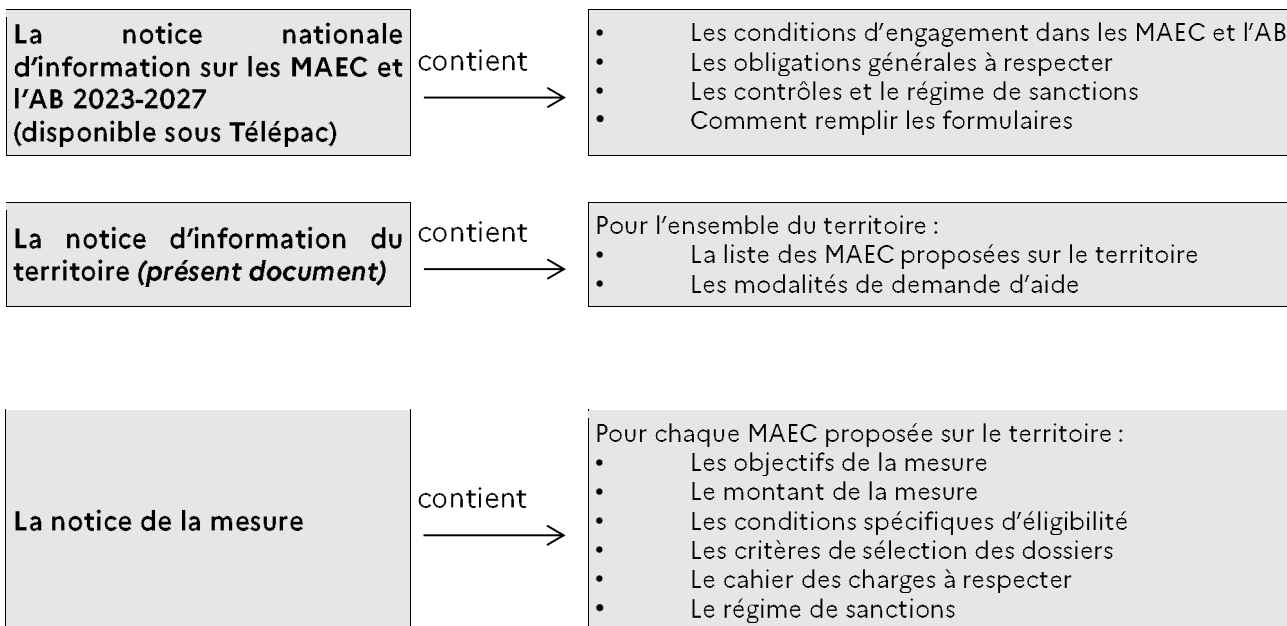 La notice nationale
d'information sur les MAEC et
l'AB 2023-2027
(disponible sous Télépac)
contient
• Les conditions d'engagement dans les MAEC et l'AB
• Les obligations générales à respecter
• Les contrôles et le régime de sanctions
• Comment remplir les formulaires
La notice d'information du
territoire (présent document)
contient
Pour l'ensemble du territoire :
• La liste des MAEC proposées sur le territoire
• Les modalités de demande d'aide
La notice de la mesure
contient
Pour chaque MAEC proposée sur le territoire :
• Les objectifs de la mesure
• Le montant de la mesure
• Les conditions spécifiques d'éligibilité
• Les critères de sélection des dossiers
• Le cahier des charges à respecter
• Le régime de sanctions